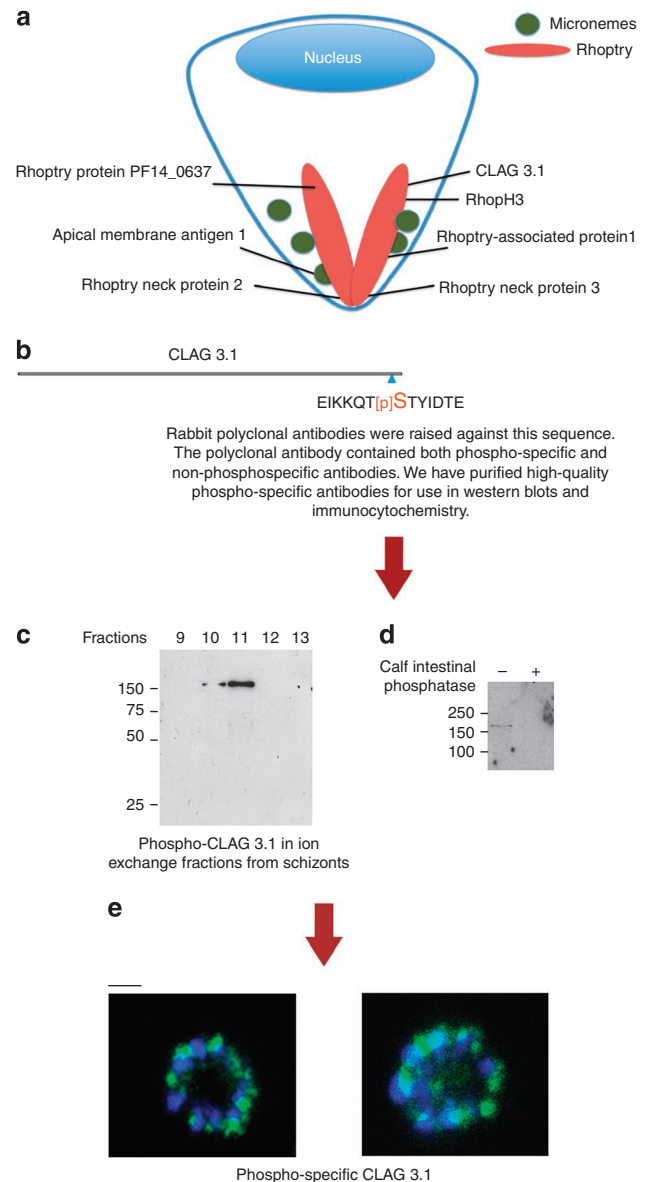 a
Micronemes
Rhoptry
Nucleus
Rhoptry protein PF14_0637
CLAG 3.1
RhopH3
Apical membrane antigen 1
Rhoptry-associated protein1
Rhoptry neck protein 2
Rhoptry neck protein 3
b
CLAG 3.1
EIKKQT[p]STYIDTE
Rabbit polyclonal antibodies were raised against this sequence.
The polyclonal antibody contained both phospho-specific and
non-phosphospecific antibodies. We have purified high-quality
phospho-specific antibodies for use in western blots and
immunocytochemistry.
c
Fractions 9 10 11 12 13
150 –
75 –
50 –
25 –
Phospho-CLAG 3.1 in ion
exchange fractions from schizonts
d
Calf intestinal
phosphatase
– +
250 –
150 –
100 –
e
Phospho-specific CLAG 3.1